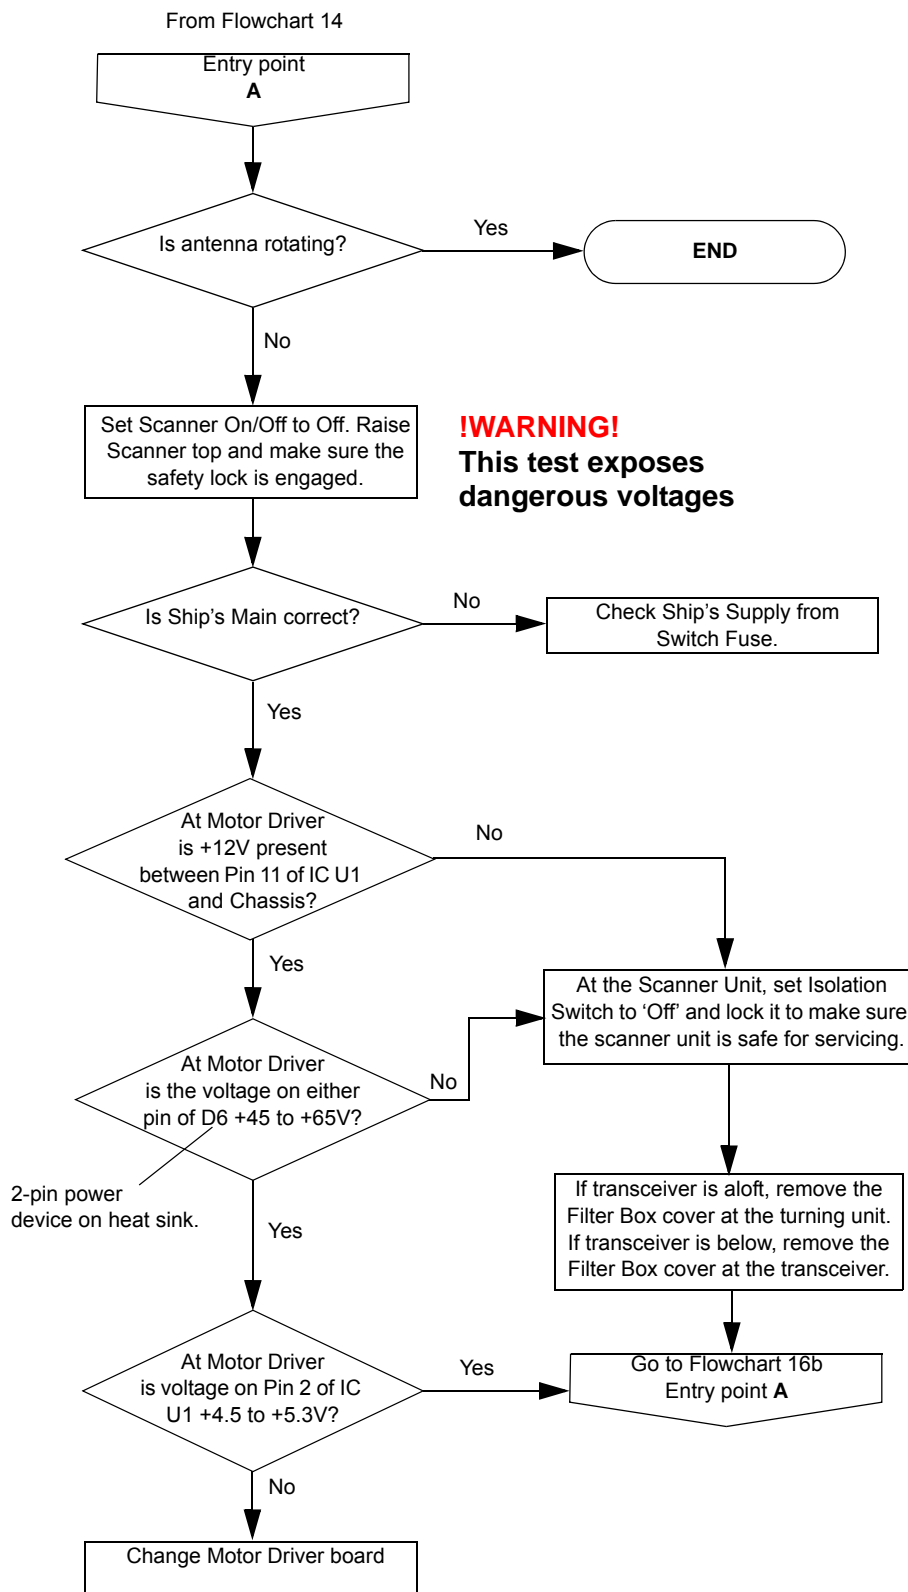 From Flowchart 14
Entry point
A
Is antenna rotating?
Yes
END
No
Set Scanner On/Off to Off. Raise
Scanner top and make sure the
safety lock is engaged.
!WARNING!
This test exposes
dangerous voltages
Is Ship's Main correct?
No
Check Ship's Supply from
Switch Fuse.
Yes
At Motor Driver
is +12V present
between Pin 11 of IC U1
and Chassis?
No
Yes
At the Scanner Unit, set Isolation
Switch to ‘Off’ and lock it to make sure
the scanner unit is safe for servicing.
At Motor Driver
is the voltage on either
pin of D6 +45 to +65V?
No
2-pin power
device on heat sink.
Yes
If transceiver is aloft, remove the
Filter Box cover at the turning unit.
If transceiver is below, remove the
Filter Box cover at the transceiver.
At Motor Driver
is voltage on Pin 2 of IC
U1 +4.5 to +5.3V?
Yes
Go to Flowchart 16b
Entry point A
No
Change Motor Driver board